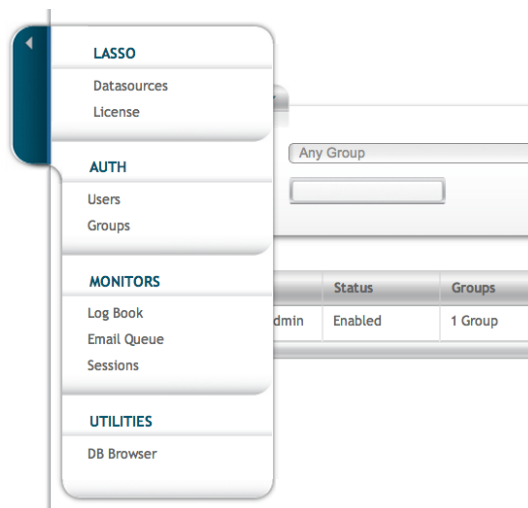 LASSO
Datasources
License
AUTH
Users
Groups
MONITORS
Log Book
Email Queue
Sessions
UTILITIES
DB Browser
Any Group
Status Groups
dmin Enabled 1 Group